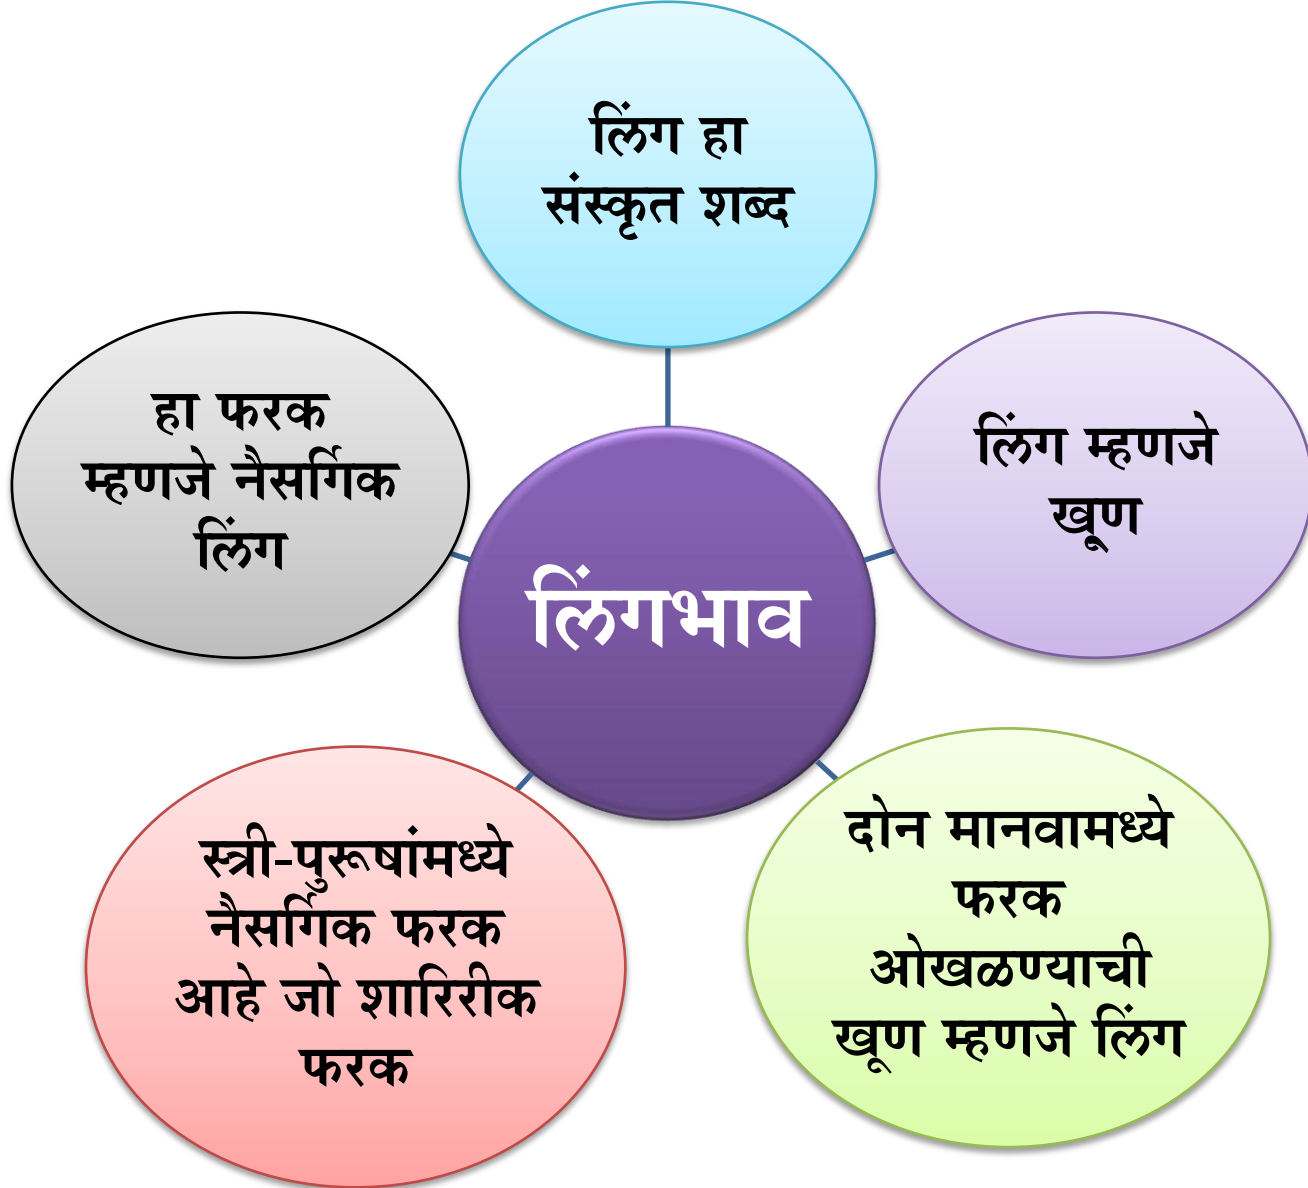 लिंग हा
संस्कृत शब्द
लिंग म्हणजे
खूण
दोन मानवामध्ये
फरक
ओखळण्याची
खूण म्हणजे लिंग
स्त्री-पुरूषांमध्ये
नैसर्गिक फरक
आहे जो शारिरीक
फरक
हा फरक
म्हणजे नैसर्गिक
लिंग
लिंगभाव